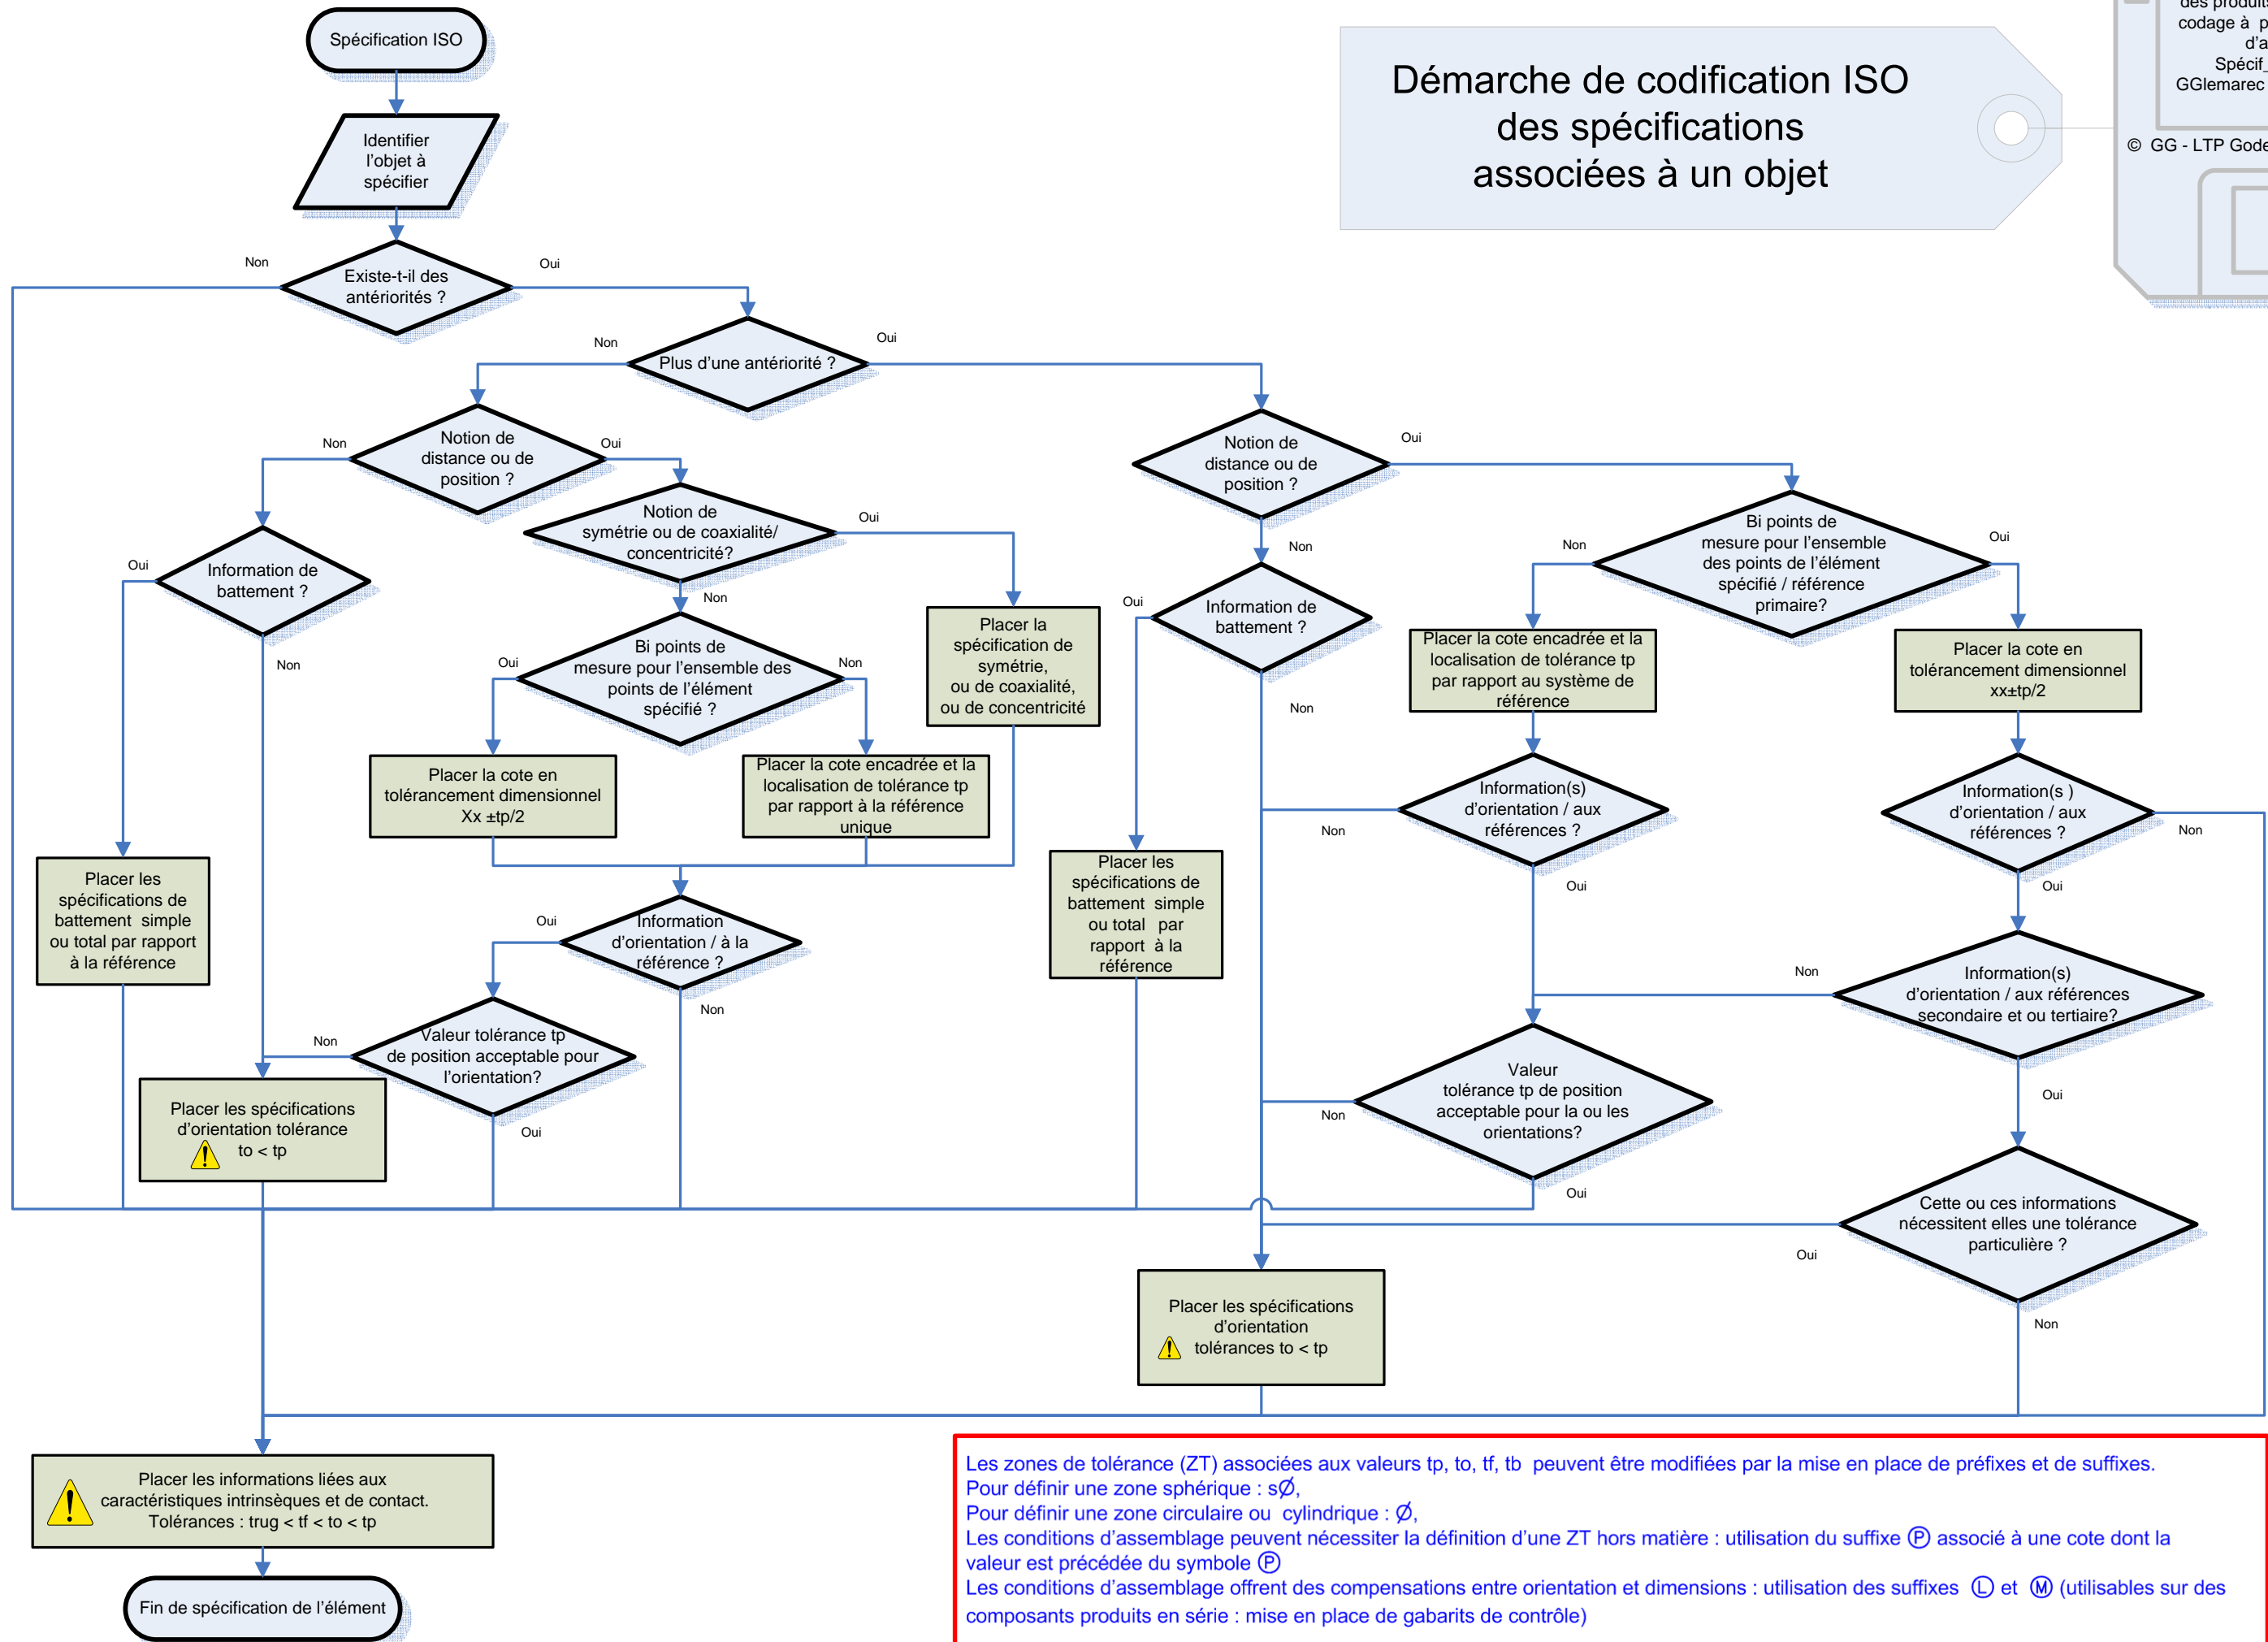 Spécification ISO
des produits
codage à p
d'a
Spécif_
GGlemarec
© GG - LTP Gode
Démarche de codification ISO
des spécifications
associées à un objet
Identifier
l'objet à
spécifier
Non
Existe-t-il des
antériorités ?
Oui
Non
Plus d'une antériorité ?
Oui
Non
Notion de
distance ou de
position ?
Oui
Notion de
distance ou de
position ?
Oui
Non
Notion de
symétrie ou de coaxialité/
concentricité?
Oui
Non
Oui
Information de
battement ?
Non
Bi points de
mesure pour l'ensemble
des points de l'élément
spécifié / référence
primaire?
Non
Oui
Oui
Information de
battement ?
Non
Placer la
spécification de
symétrie,
ou de coaxialité,
ou de concentricité
Oui
Bi points de
mesure pour l'ensemble des
points de l'élément
spécifié ?
Non
Placer la cote encadrée et la
localisation de tolérance tp
par rapport au système de
référence
Placer la cote en
tolérancement dimensionnel
xx±tp/2
Placer la cote en
tolérancement dimensionnel
Xx ±tp/2
Placer la cote encadrée et la
localisation de tolérance tp
par rapport à la référence
unique
Information(s)
d'orientation / aux
références ?
Non
Oui
Information(s )
d'orientation / aux
références ?
Non
Oui
Placer les
spécifications de
battement simple
ou total par rapport
à la référence
Placer les
spécifications de
battement simple
ou total par
rapport à la
référence
Oui
Information
d'orientation / à la
référence ?
Non
Non
Information(s)
d'orientation / aux références
secondaire et ou tertiaire?
Oui
Non
Valeur tolérance tp
de position acceptable pour
l'orientation?
Oui
Valeur
tolérance tp de position
acceptable pour la ou les
orientations?
Non
Oui
Placer les spécifications
d'orientation tolérance
to < tp
Cette ou ces informations
nécessitent elles une tolérance
particulière ?
Oui
Non
Placer les spécifications
d'orientation
tolérances to < tp
Placer les informations liées aux
caractéristiques intrinsèques et de contact.
Tolérances : trug < tf < to < tp
Fin de spécification de l'élément
Les zones de tolérance (ZT) associées aux valeurs tp, to, tf, tb peuvent être modifiées par la mise en place de préfixes et de suffixes.
Pour définir une zone sphérique : sØ,
Pour définir une zone circulaire ou cylindrique : Ø,
Les conditions d'assemblage peuvent nécessiter la définition d'une ZT hors matière : utilisation du suffixe Ⓟ associé à une cote dont la
valeur est précédée du symbole Ⓟ
Les conditions d'assemblage offrent des compensations entre orientation et dimensions : utilisation des suffixes Ⓛ et Ⓜ (utilisables sur des
composants produits en série : mise en place de gabarits de contrôle)